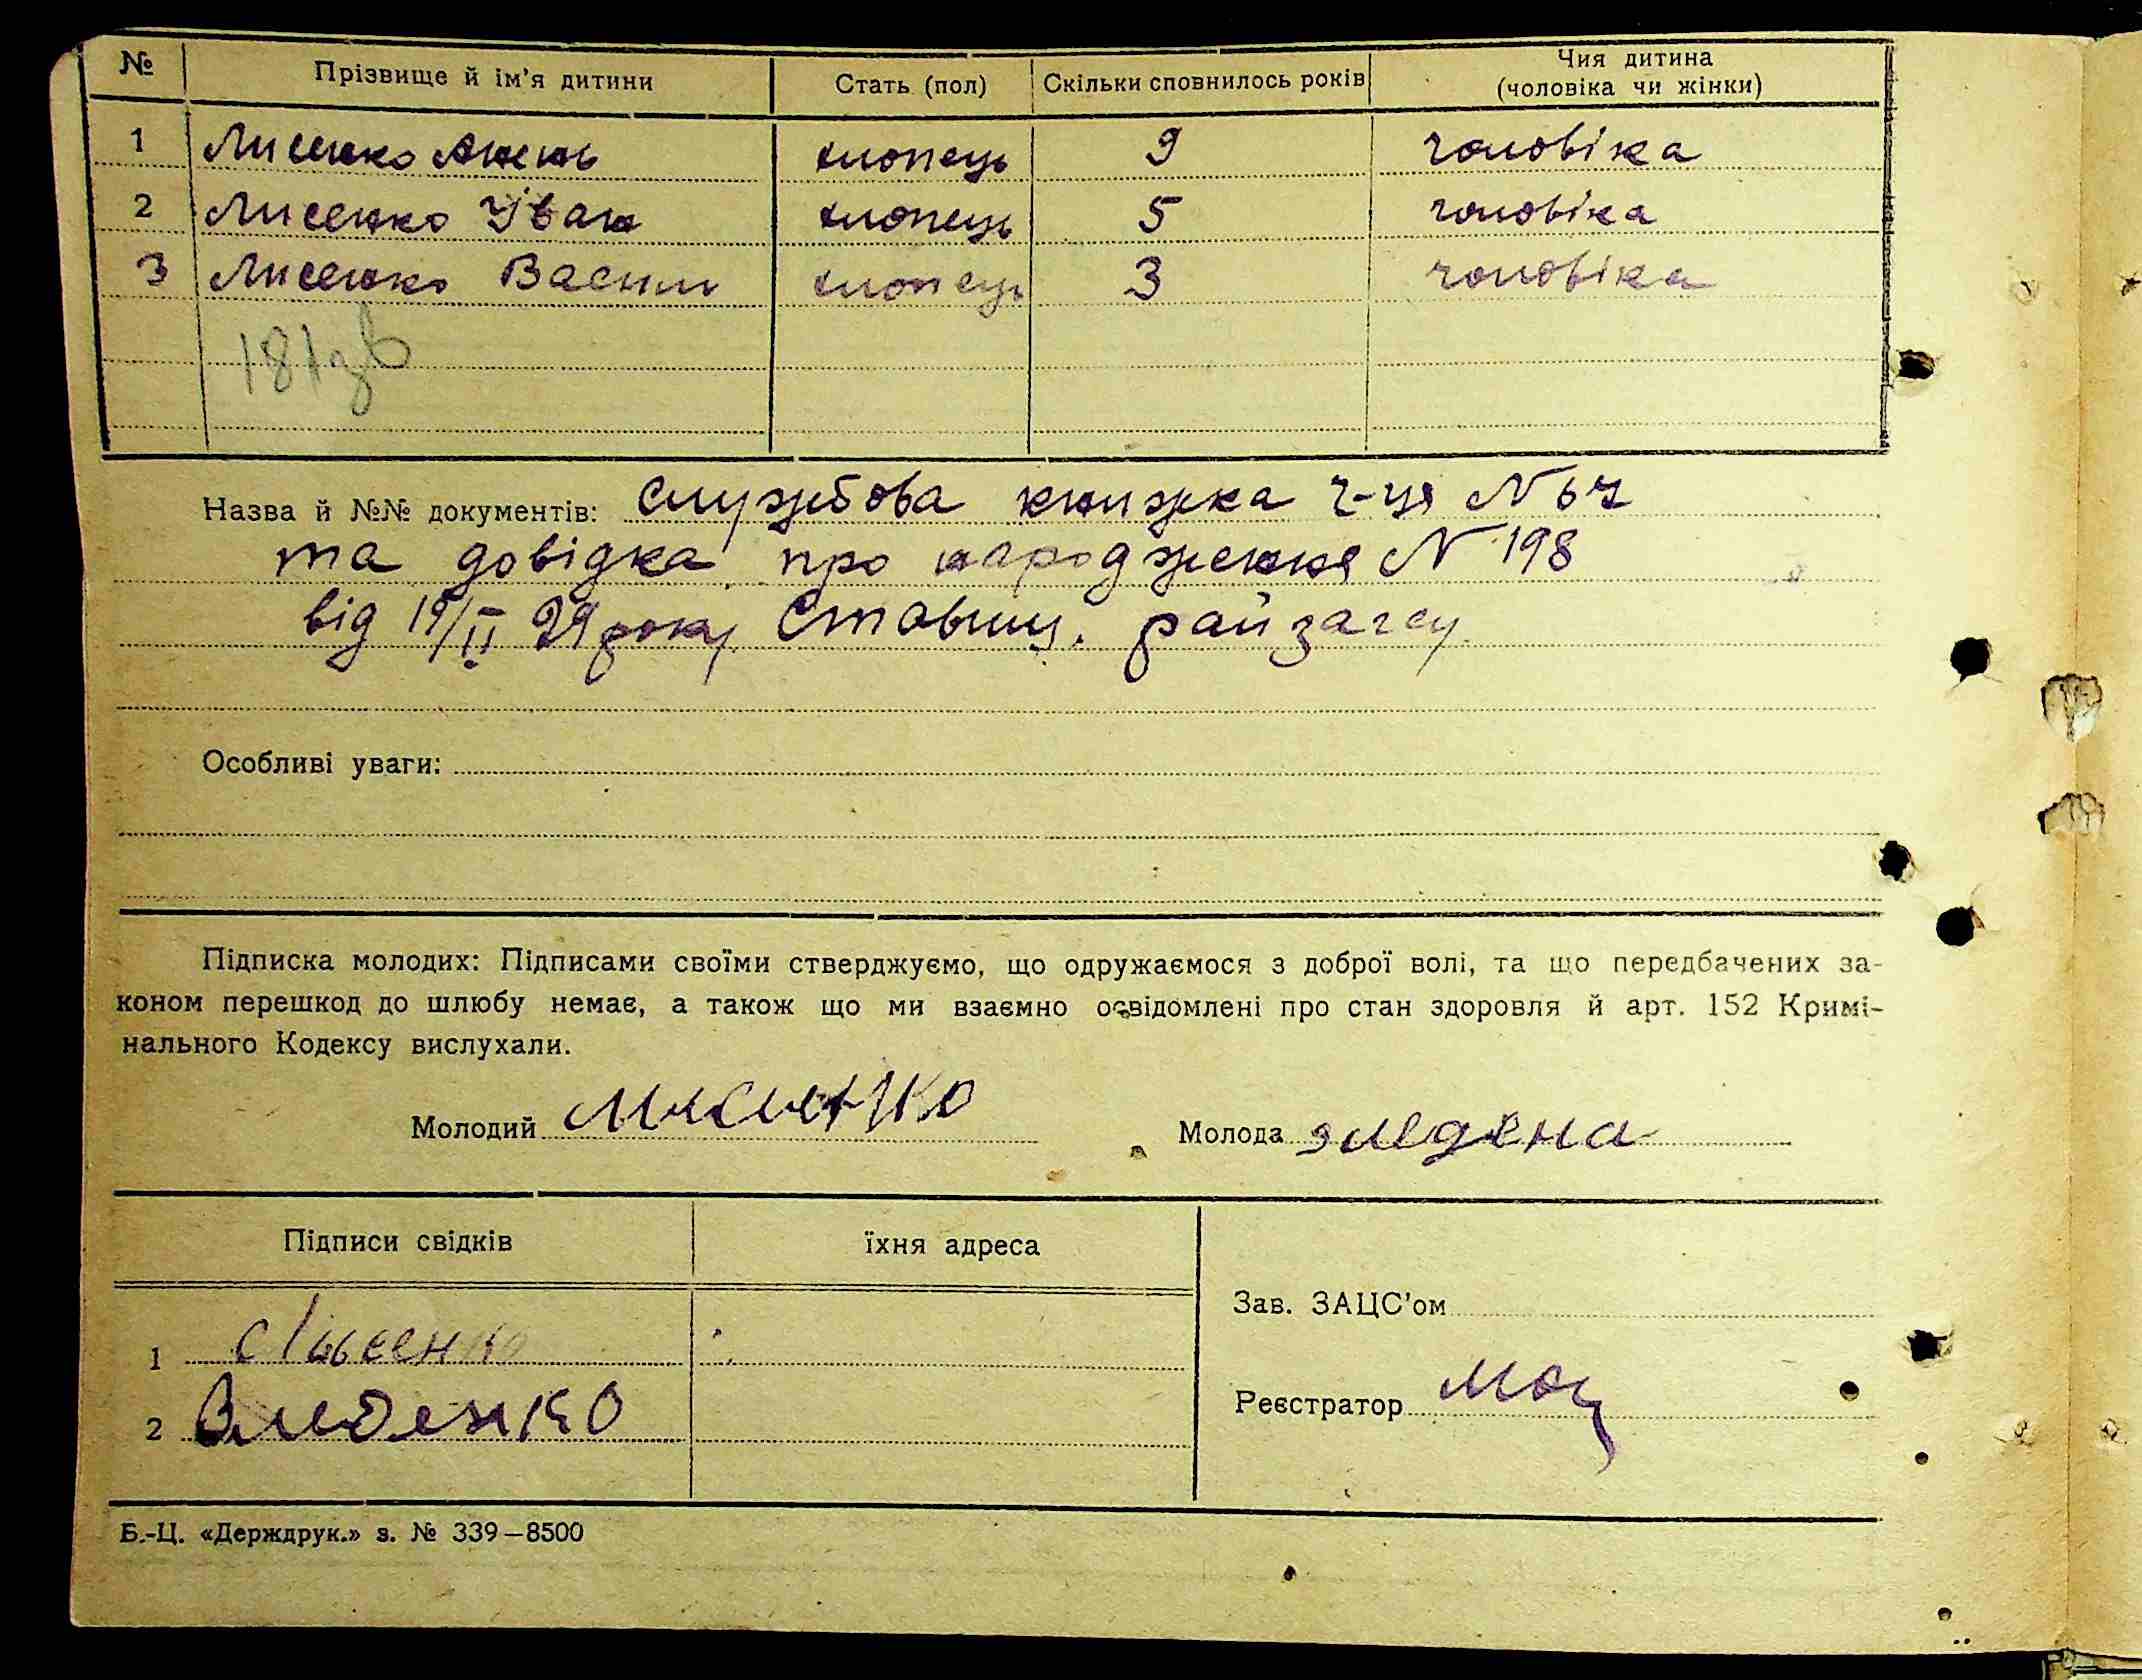 № Прізвище й ім'я дитини Стать (пол) Скільки сповнилось років Чия дитина (чоловіка чи жінки)
1 Лисенко хлопець 9 чоловіка
2 Лисенко Іван хлопець 5 чоловіка
3 Лисенко Васил хлопець 3 чоловіка
Назва й №№ документів: службова книжка г-ця N
та довідка про народження N 198
від 19/II 29 року Ставищ. райзагсу
Особливі уваги:
Підписка молодих: Підписами своїми стверджуємо, що одружаємося з доброї волі, та що передбачених за-
коном перешкод до шлюбу немає, а також що ми взаємно освідомлені про стан здоровля й арт. 152 Кримі-
нального Кодексу вислухали.
Молодий Лисенко Молода
Підписи свідків їхня адреса
Зав. ЗАЦС'ом
1 Лисенко
Реєстратор
2
Б.-Ц. «Держдрук.» з. № 339—8500